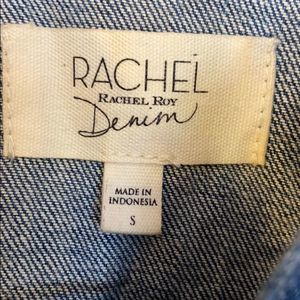 RACHEL
RACHEL ROY
Denim
MADE IN
INDONESIA
S